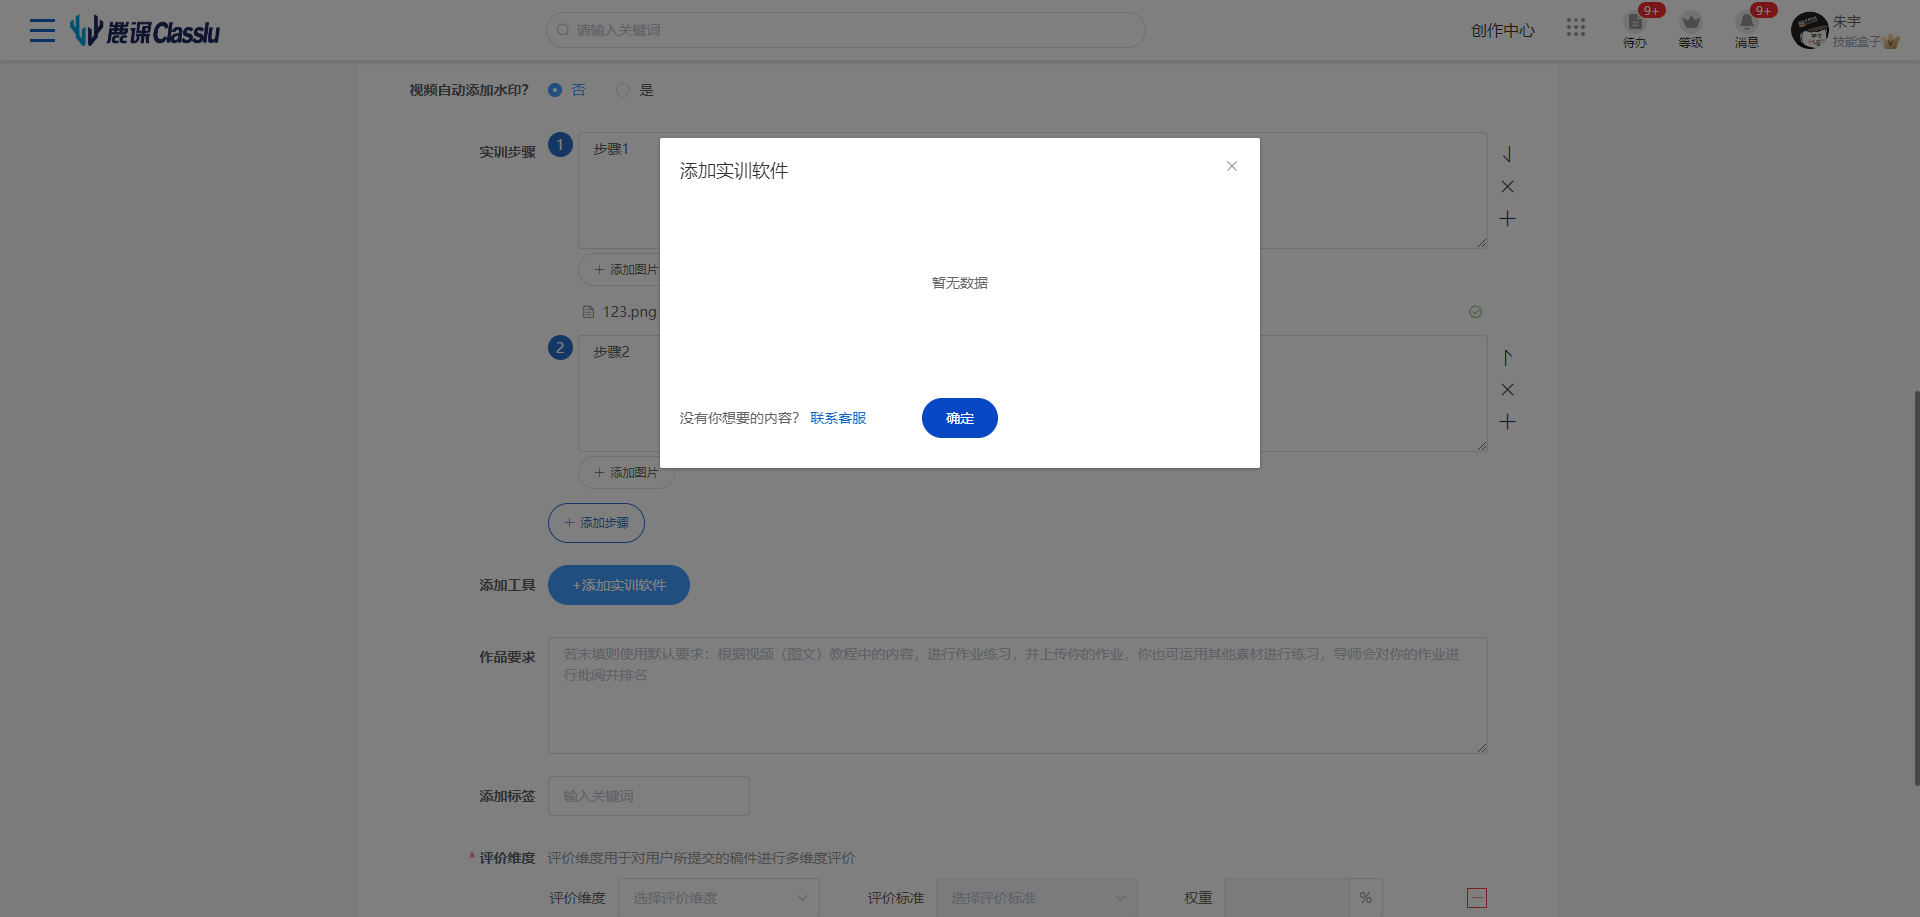 鹿课Classlu
请输入关键词
创作中心
9+
待办
等级
9+
消息
朱宇
技能盒子
视频自动添加水印?
否
是
实训步骤
1
步骤1
添加图片
123.png
2
步骤2
添加图片
添加步骤
添加实训软件
暂无数据
没有你想要的内容? 联系客服
确定
添加工具
+添加实训软件
作品要求
若未填则使用默认要求：根据视频（图文）教程中的内容，进行作业练习，并上传你的作业，你也可运用其他素材进行练习，导师会对你的作业进
行批阅并排名
添加标签
输入关键词
* 评价维度 评价维度用于对用户所提交的稿件进行多维度评价
评价维度 选择评价维度 评价标准 选择评价标准 权重 %